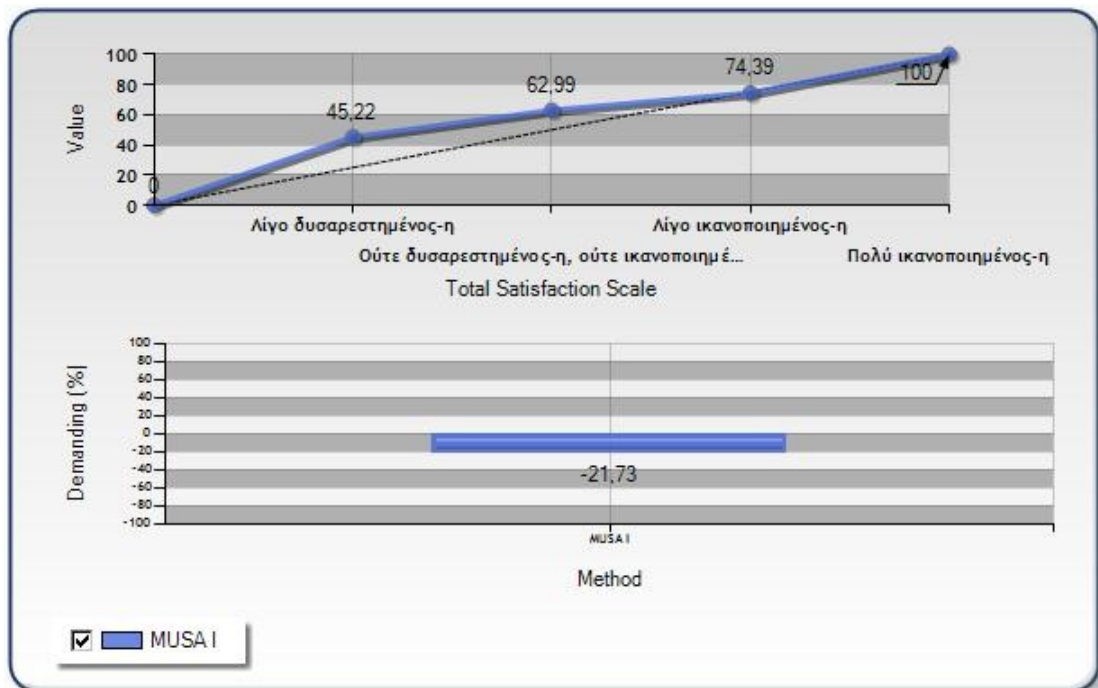 Value
100
80
60
40
20
0
0
45,22
62,99
74,39
100
Λίγο δυσαρεστημένος-η
Λίγο ικανοποιημένος-η
Ούτε δυσαρεστημένος-η, ούτε ικανοποιημέ...
Πολύ ικανοποιημένος-η
Total Satisfaction Scale
Demanding (%)
100
80
60
40
20
0
-20
-40
-60
-80
-100
-21,73
MUSA I
Method
MUSA I